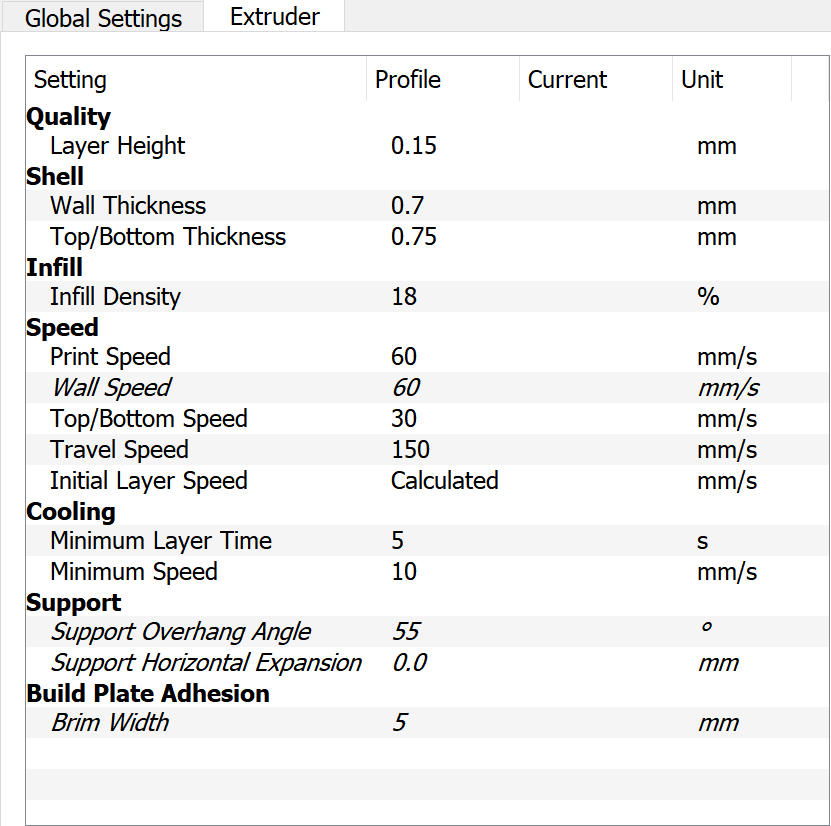 Global Settings Extruder
Setting Profile Current Unit
Quality
Layer Height 0.15 mm
Shell
Wall Thickness 0.7 mm
Top/Bottom Thickness 0.75 mm
Infill
Infill Density 18 %
Speed
Print Speed 60 mm/s
Wall Speed 60 mm/s
Top/Bottom Speed 30 mm/s
Travel Speed 150 mm/s
Initial Layer Speed Calculated mm/s
Cooling
Minimum Layer Time 5 s
Minimum Speed 10 mm/s
Support
Support Overhang Angle 55 °
Support Horizontal Expansion 0.0 mm
Build Plate Adhesion
Brim Width 5 mm